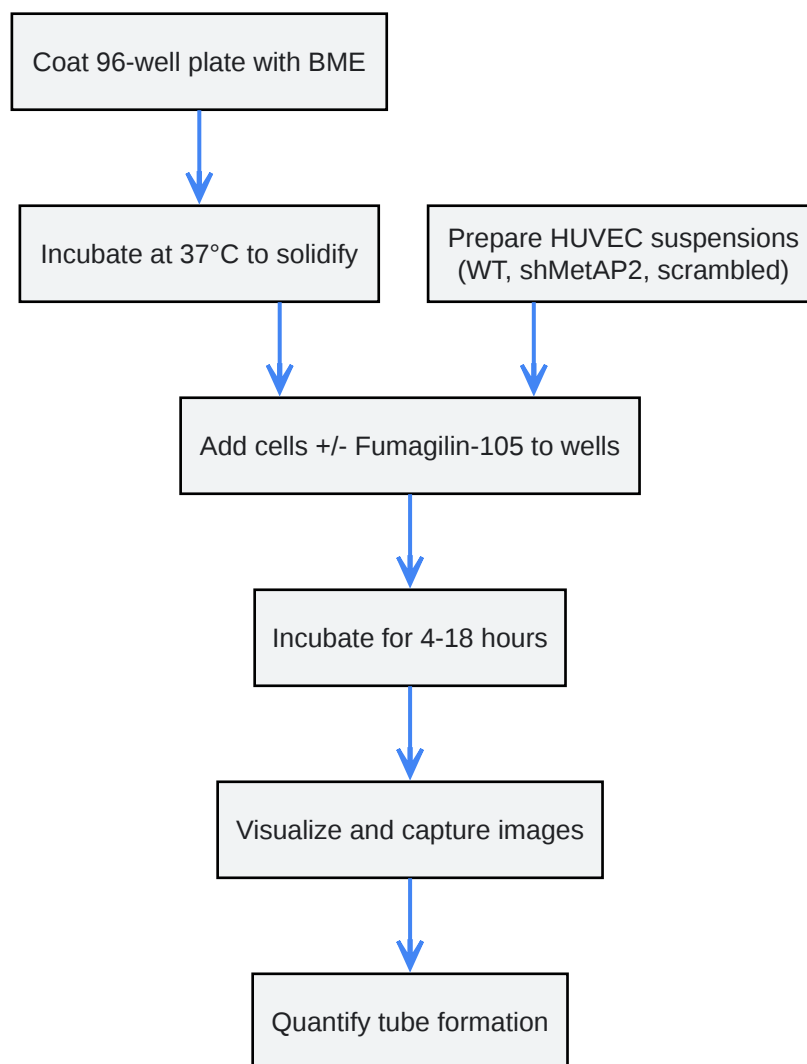 Coat 96-well plate with BME
Incubate at 37°C to solidify
Prepare HUVEC suspensions
(WT, shMetAP2, scrambled)
Add cells +/- Fumagilin-105 to wells
Incubate for 4-18 hours
Visualize and capture images
Quantify tube formation